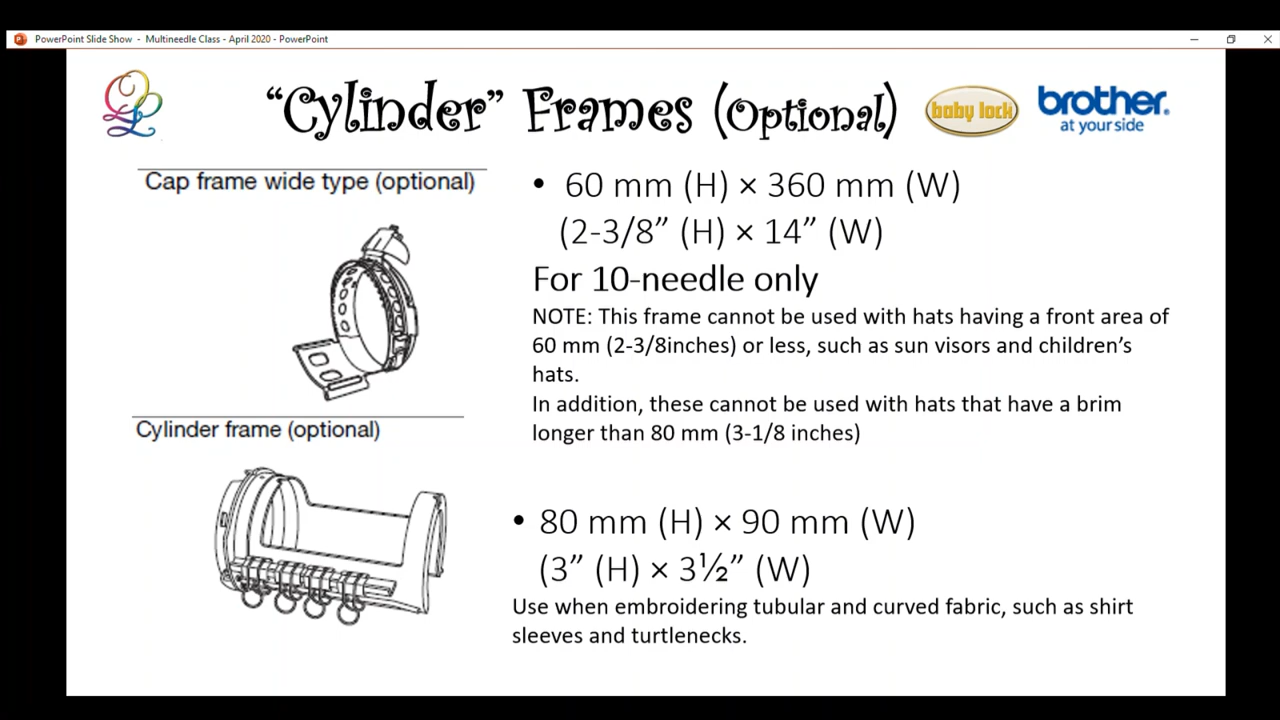 PowerPoint Slide Show - Multineedle Class - April 2020 - PowerPoint
“Cylinder” Frames (Optional)
baby lock
brother.
at your side
Cap frame wide type (optional)
• 60 mm (H) × 360 mm (W)
(2-3/8” (H) × 14” (W)
For 10-needle only
NOTE: This frame cannot be used with hats having a front area of
60 mm (2-3/8inches) or less, such as sun visors and children’s
hats.
In addition, these cannot be used with hats that have a brim
longer than 80 mm (3-1/8 inches)
Cylinder frame (optional)
• 80 mm (H) × 90 mm (W)
(3” (H) × 3½” (W)
Use when embroidering tubular and curved fabric, such as shirt
sleeves and turtlenecks.